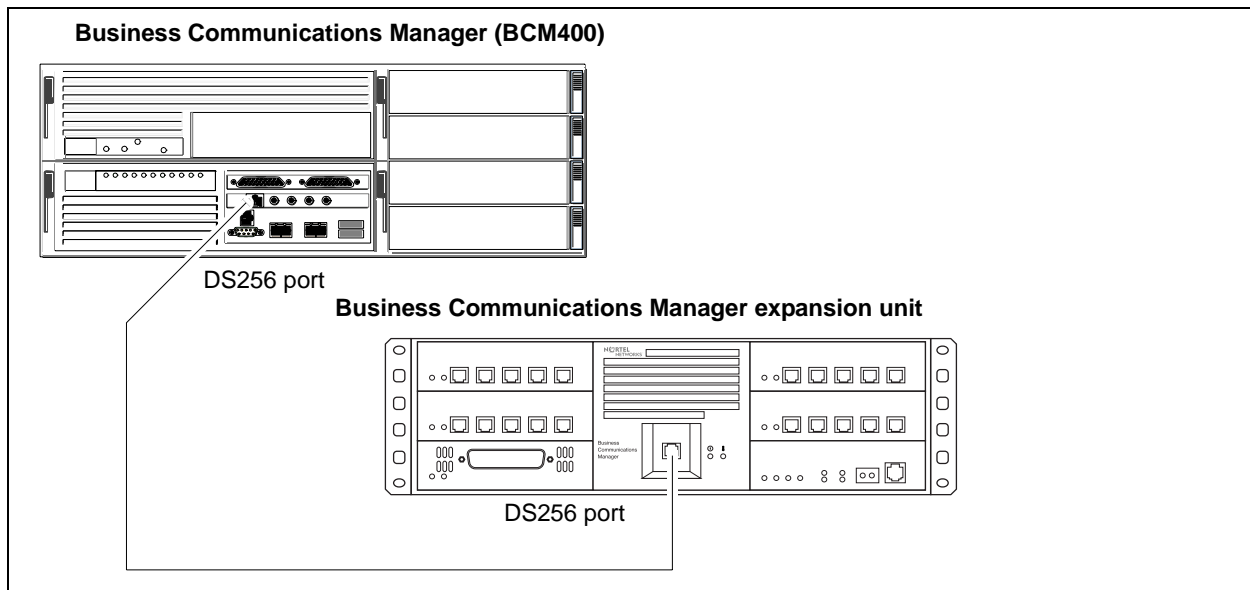 Business Communications Manager (BCM400)
DS256 port
Business Communications Manager expansion unit
NORTEL
NETWORKS
Business
Communications
Manager
DS256 port